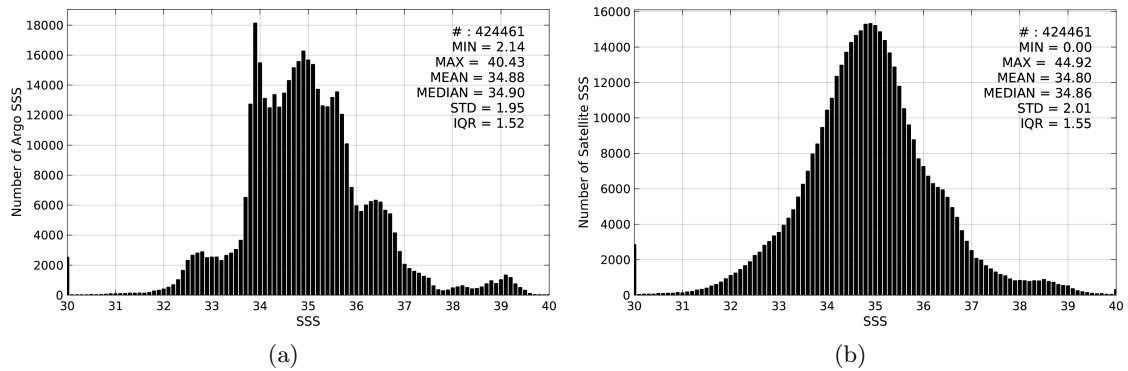 18000
16000
14000
12000
10000
8000
6000
4000
2000
0
Number of Argo SSS
# : 424461
MIN = 2.14
MAX = 40.43
MEAN = 34.88
MEDIAN = 34.90
STD = 1.95
IQR = 1.52
30 31 32 33 34 35 36 37 38 39 40
SSS
(a)
16000
14000
12000
10000
8000
6000
4000
2000
0
Number of Satellite SSS
# : 424461
MIN = 0.00
MAX = 44.92
MEAN = 34.80
MEDIAN = 34.86
STD = 2.01
IQR = 1.55
30 31 32 33 34 35 36 37 38 39 40
SSS
(b)